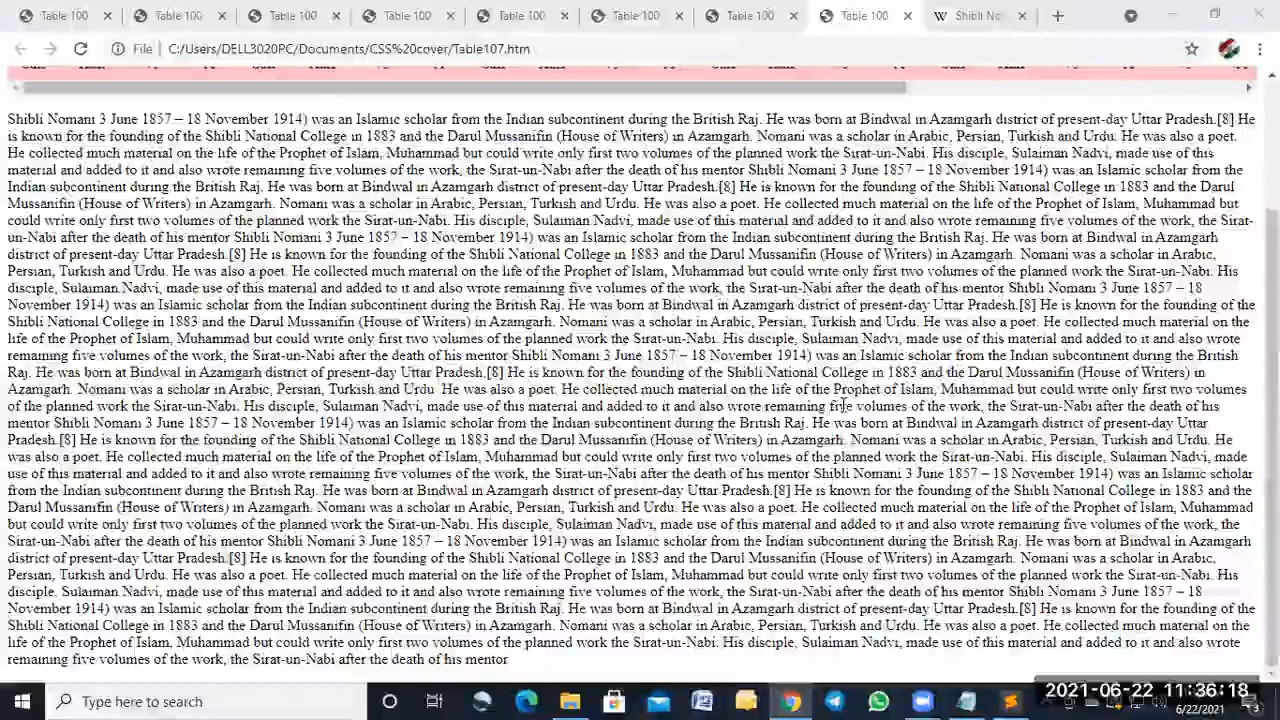 Table 100
Table 100
Table 100
Table 100
Table 100
Table 100
Table 100
Table 100
Shibli No
File C:/Users/DELL3020PC/Documents/CSS%20cover/Table107.htm
Shibli Nomani 3 June 1857 – 18 November 1914) was an Islamic scholar from the Indian subcontinent during the British Raj. He was born at Bindwal in Azamgarh district of present-day Uttar Pradesh.[8] He
is known for the founding of the Shibli National College in 1883 and the Darul Mussanifin (House of Writers) in Azamgarh. Nomani was a scholar in Arabic, Persian, Turkish and Urdu. He was also a poet.
He collected much material on the life of the Prophet of Islam, Muhammad but could write only first two volumes of the planned work the Sirat-un-Nabi. His disciple, Sulaiman Nadvi, made use of this
material and added to it and also wrote remaining five volumes of the work, the Sirat-un-Nabi after the death of his mentor Shibli Nomani 3 June 1857 – 18 November 1914) was an Islamic scholar from the
Indian subcontinent during the British Raj. He was born at Bindwal in Azamgarh district of present-day Uttar Pradesh.[8] He is known for the founding of the Shibli National College in 1883 and the Darul
Mussanifin (House of Writers) in Azamgarh. Nomani was a scholar in Arabic, Persian, Turkish and Urdu. He was also a poet. He collected much material on the life of the Prophet of Islam, Muhammad but
could write only first two volumes of the planned work the Sirat-un-Nabi. His disciple, Sulaiman Nadvi, made use of this material and added to it and also wrote remaining five volumes of the work, the Sirat-
un-Nabi after the death of his mentor Shibli Nomani 3 June 1857 – 18 November 1914) was an Islamic scholar from the Indian subcontinent during the British Raj. He was born at Bindwal in Azamgarh
district of present-day Uttar Pradesh.[8] He is known for the founding of the Shibli National College in 1883 and the Darul Mussanifin (House of Writers) in Azamgarh. Nomani was a scholar in Arabic,
Persian, Turkish and Urdu. He was also a poet. He collected much material on the life of the Prophet of Islam, Muhammad but could write only first two volumes of the planned work the Sirat-un-Nabi. His
disciple, Sulaiman Nadvi, made use of this material and added to it and also wrote remaining five volumes of the work, the Sirat-un-Nabi after the death of his mentor Shibli Nomani 3 June 1857 – 18
November 1914) was an Islamic scholar from the Indian subcontinent during the British Raj. He was born at Bindwal in Azamgarh district of present-day Uttar Pradesh.[8] He is known for the founding of the
Shibli National College in 1883 and the Darul Mussanifin (House of Writers) in Azamgarh. Nomani was a scholar in Arabic, Persian, Turkish and Urdu. He was also a poet. He collected much material on the
life of the Prophet of Islam, Muhammad but could write only first two volumes of the planned work the Sirat-un-Nabi. His disciple, Sulaiman Nadvi, made use of this material and added to it and also wrote
remaining five volumes of the work, the Sirat-un-Nabi after the death of his mentor Shibli Nomani 3 June 1857 – 18 November 1914) was an Islamic scholar from the Indian subcontinent during the British
Raj. He was born at Bindwal in Azamgarh district of present-day Uttar Pradesh.[8] He is known for the founding of the Shibli National College in 1883 and the Darul Mussanifin (House of Writers) in
Azamgarh. Nomani was a scholar in Arabic, Persian, Turkish and Urdu. He was also a poet. He collected much material on the life of the Prophet of Islam, Muhammad but could write only first two volumes
of the planned work the Sirat-un-Nabi. His disciple, Sulaiman Nadvi, made use of this material and added to it and also wrote remaining five volumes of the work, the Sirat-un-Nabi after the death of his
mentor Shibli Nomani 3 June 1857 – 18 November 1914) was an Islamic scholar from the Indian subcontinent during the British Raj. He was born at Bindwal in Azamgarh district of present-day Uttar
Pradesh.[8] He is known for the founding of the Shibli National College in 1883 and the Darul Mussanifin (House of Writers) in Azamgarh. Nomani was a scholar in Arabic, Persian, Turkish and Urdu. He
was also a poet. He collected much material on the life of the Prophet of Islam, Muhammad but could write only first two volumes of the planned work the Sirat-un-Nabi. His disciple, Sulaiman Nadvi, made
use of this material and added to it and also wrote remaining five volumes of the work, the Sirat-un-Nabi after the death of his mentor Shibli Nomani 3 June 1857 – 18 November 1914) was an Islamic scholar
from the Indian subcontinent during the British Raj. He was born at Bindwal in Azamgarh district of present-day Uttar Pradesh.[8] He is known for the founding of the Shibli National College in 1883 and the
Darul Mussanifin (House of Writers) in Azamgarh. Nomani was a scholar in Arabic, Persian, Turkish and Urdu. He was also a poet. He collected much material on the life of the Prophet of Islam, Muhammad
but could write only first two volumes of the planned work the Sirat-un-Nabi. His disciple, Sulaiman Nadvi, made use of this material and added to it and also wrote remaining five volumes of the work, the
Sirat-un-Nabi after the death of his mentor Shibli Nomani 3 June 1857 – 18 November 1914) was an Islamic scholar from the Indian subcontinent during the British Raj. He was born at Bindwal in Azamgarh
district of present-day Uttar Pradesh.[8] He is known for the founding of the Shibli National College in 1883 and the Darul Mussanifin (House of Writers) in Azamgarh. Nomani was a scholar in Arabic,
Persian, Turkish and Urdu. He was also a poet. He collected much material on the life of the Prophet of Islam, Muhammad but could write only first two volumes of the planned work the Sirat-un-Nabi. His
disciple, Sulaiman Nadvi, made use of this material and added to it and also wrote remaining five volumes of the work, the Sirat-un-Nabi after the death of his mentor Shibli Nomani 3 June 1857 – 18
November 1914) was an Islamic scholar from the Indian subcontinent during the British Raj. He was born at Bindwal in Azamgarh district of present-day Uttar Pradesh.[8] He is known for the founding of the
Shibli National College in 1883 and the Darul Mussanifin (House of Writers) in Azamgarh. Nomani was a scholar in Arabic, Persian, Turkish and Urdu. He was also a poet. He collected much material on the
life of the Prophet of Islam, Muhammad but could write only first two volumes of the planned work the Sirat-un-Nabi. His disciple, Sulaiman Nadvi, made use of this material and added to it and also wrote
remaining five volumes of the work, the Sirat-un-Nabi after the death of his mentor
Type here to search
2021-06-22 11:36:18
6/22/2021